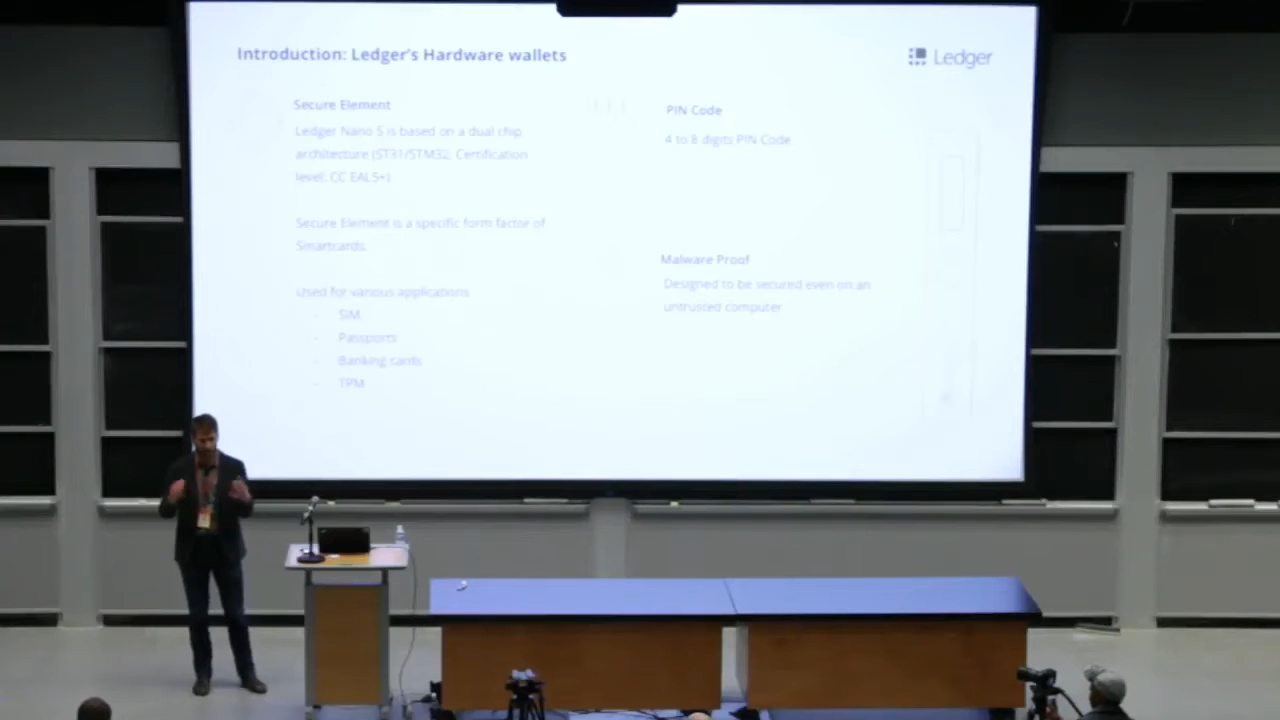 Introduction: Ledger's Hardware wallets
Ledger
Secure Element
Ledger Nano S is based on a dual chip
architecture (ST31/STM32. Certification
level: CC EAL5+).
Secure Element is a specific form factor of
Smartcards.
Used for various applications
- SIM
- Passports
- Banking cards
- TPM
PIN Code
4 to 8 digits PIN Code
Malware Proof
Designed to be secured even on an
untrusted computer